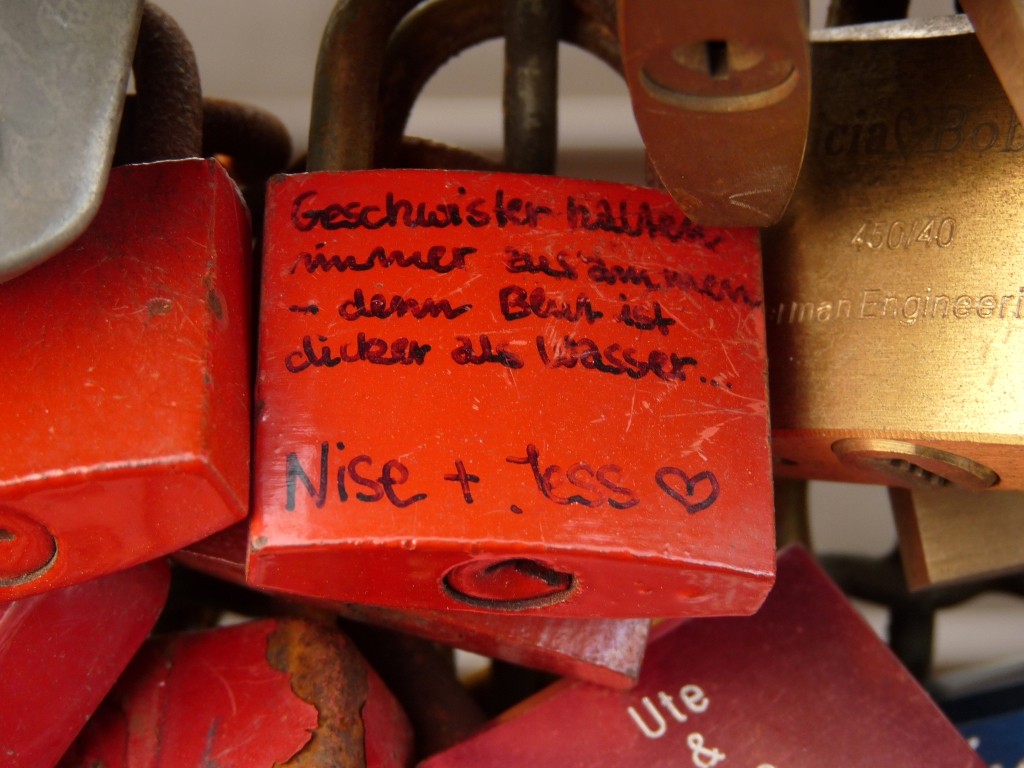 Geschwister halten
immer zusammen
- denn Blut ist
dicker als Wasser...
Nise + Jess ♡
450/40
Ute
&